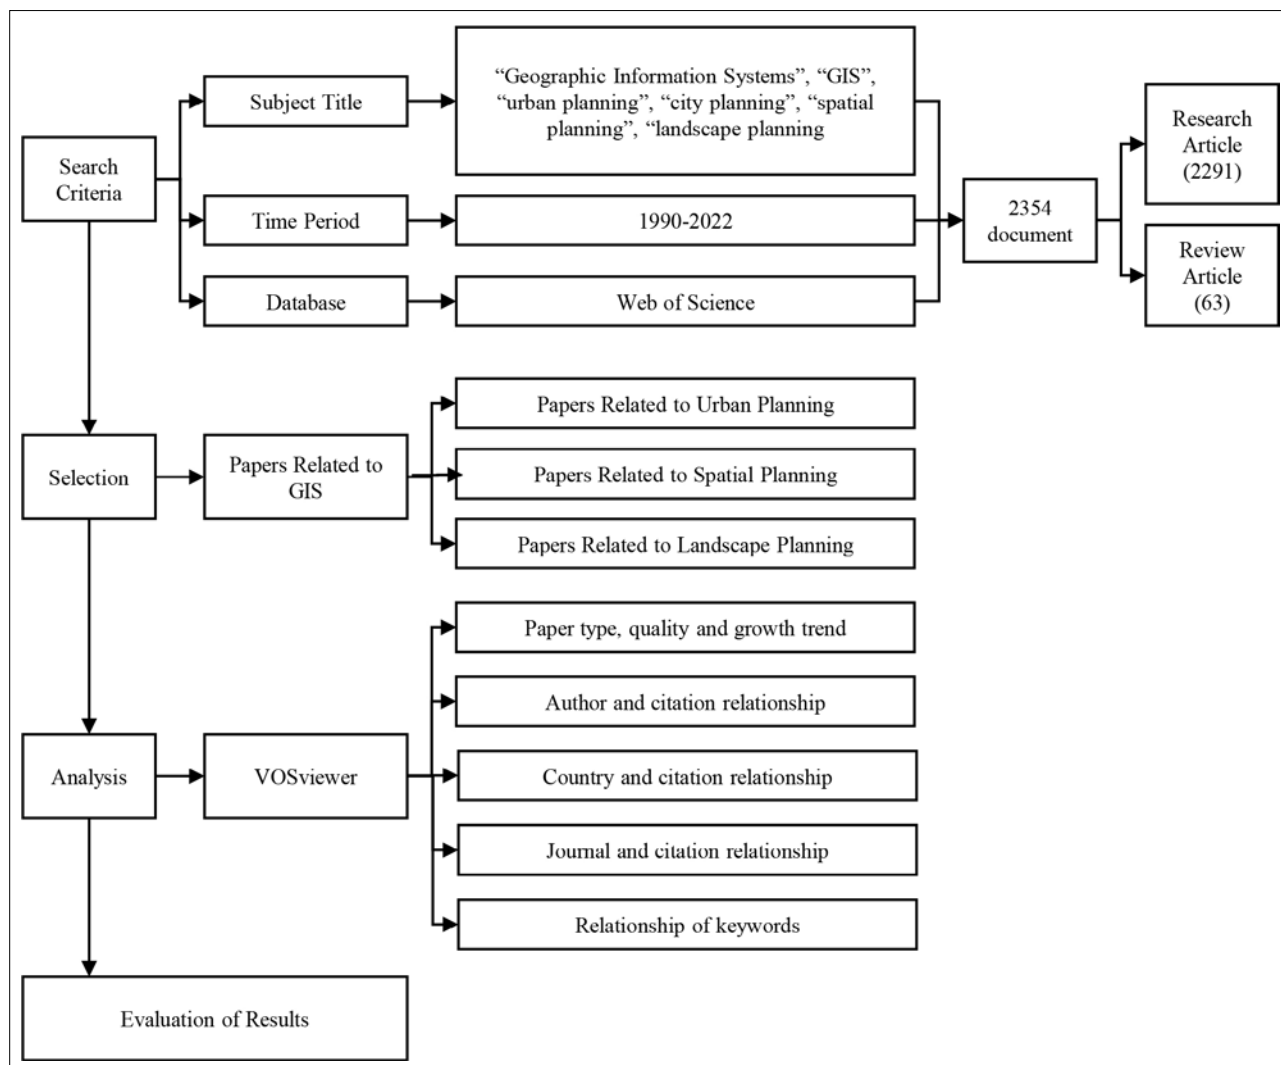 Search
Criteria
Subject Title
“Geographic Information Systems”, “GIS”,
“urban planning”, “city planning”, “spatial
planning”, “landscape planning
Time Period
1990-2022
Database
Web of Science
2354
document
Research
Article
(2291)
Review
Article
(63)
Selection
Papers Related to
GIS
Papers Related to Urban Planning
Papers Related to Spatial Planning
Papers Related to Landscape Planning
Analysis
VOSviewer
Paper type, quality and growth trend
Author and citation relationship
Country and citation relationship
Journal and citation relationship
Relationship of keywords
Evaluation of Results